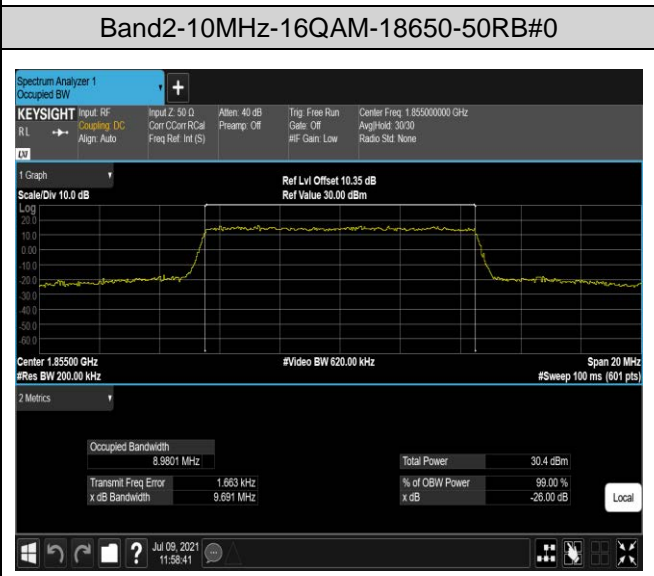 Band2-10MHz-16QAM-18650-50RB#0
Spectrum Analyzer 1
Occupied BW
KEYSIGHT
RL
LXI
Input: RF
Coupling: DC
Align: Auto
Input Z: 50 Ω
Corr CCorr RCal
Freq Ref: Int (S)
Atten: 40 dB
Preamp: Off
Trig: Free Run
Gate: Off
#IF Gain: Low
Center Freq: 1.855000000 GHz
Avg|Hold: 30/30
Radio Std: None
1 Graph
Scale/Div 10.0 dB
Ref Lvl Offset 10.35 dB
Ref Value 30.00 dBm
Log
20.0
10.0
0.00
-10.0
-20.0
-30.0
-40.0
-50.0
-60.0
Center 1.85500 GHz
#Video BW 620.00 kHz
Span 20 MHz
#Res BW 200.00 kHz
#Sweep 100 ms (601 pts)
2 Metrics
Occupied Bandwidth
8.9801 MHz
Total Power 30.4 dBm
Transmit Freq Error 1.663 kHz
% of OBW Power 99.00 %
x dB Bandwidth 9.691 MHz
x dB -26.00 dB
Local
?
Jul 09, 2021
11:58:41